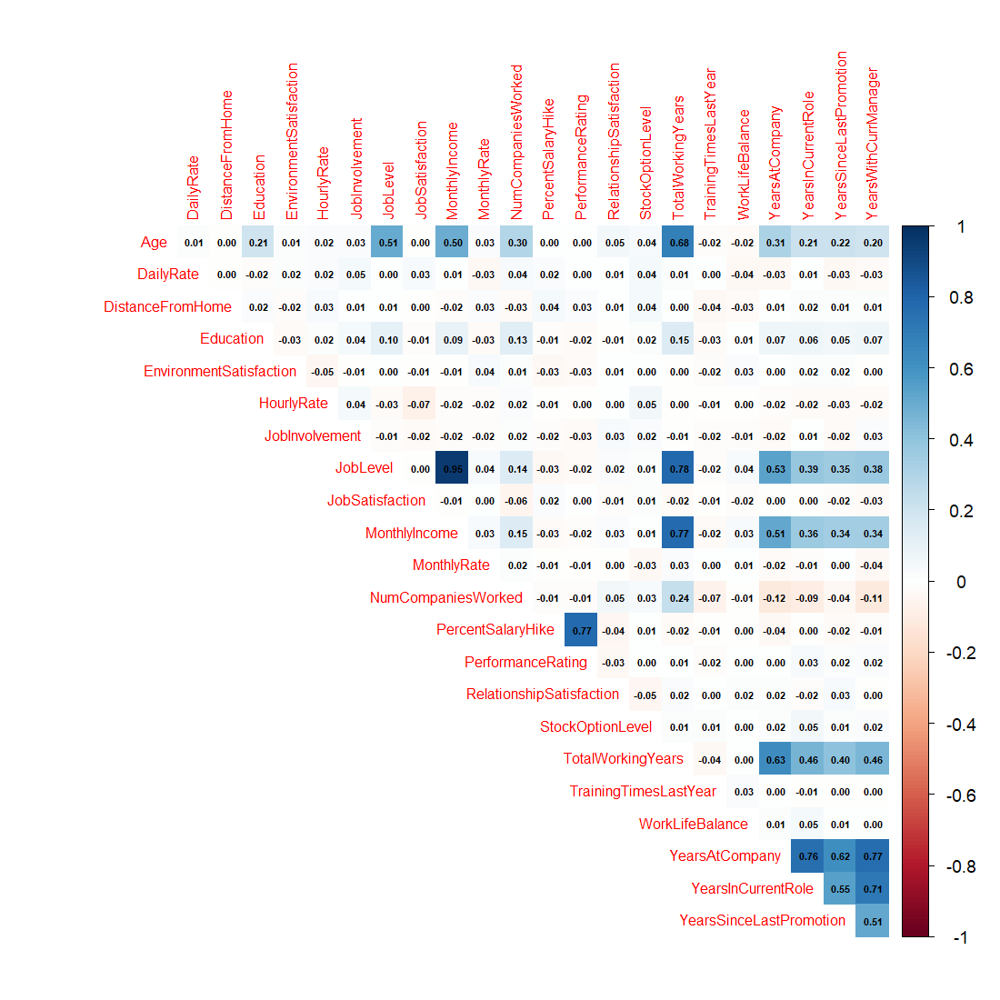 DailyRate
DistanceFromHome
Education
EnvironmentSatisfaction
HourlyRate
JobInvolvement
JobLevel
JobSatisfaction
MonthlyIncome
MonthlyRate
NumCompaniesWorked
PercentSalaryHike
PerformanceRating
RelationshipSatisfaction
StockOptionLevel
TotalWorkingYears
TrainingTimesLastYear
WorkLifeBalance
YearsAtCompany
YearsInCurrentRole
YearsSinceLastPromotion
YearsWithCurrManager
Age 0.01 0.00 0.21 0.01 0.02 0.03 0.51 0.00 0.50 0.03 0.30 0.00 0.00 0.05 0.04 0.68 -0.02 -0.02 0.31 0.21 0.22 0.20
DailyRate 0.00 -0.02 0.02 0.02 0.05 0.00 0.03 0.01 -0.03 0.04 0.02 0.00 0.01 0.04 0.01 0.00 -0.04 -0.03 0.01 -0.03 -0.03
DistanceFromHome 0.02 -0.02 0.03 0.01 0.01 0.00 -0.02 0.03 -0.03 0.04 0.03 0.01 0.04 0.00 -0.04 -0.03 0.01 0.02 0.01 0.01
Education -0.03 0.02 0.04 0.10 -0.01 0.09 -0.03 0.13 -0.01 -0.02 -0.01 0.02 0.15 -0.03 0.01 0.07 0.06 0.05 0.07
EnvironmentSatisfaction -0.05 -0.01 0.00 -0.01 -0.01 0.04 0.01 -0.03 -0.03 0.01 0.00 0.00 -0.02 0.03 0.00 0.02 0.02 0.00
HourlyRate 0.04 -0.03 -0.07 -0.02 -0.02 0.02 -0.01 0.00 0.00 0.05 0.00 -0.01 0.00 -0.02 -0.02 -0.03 -0.02
JobInvolvement -0.01 -0.02 -0.02 -0.02 0.02 -0.02 -0.03 0.03 0.02 -0.01 -0.02 -0.01 -0.02 0.01 -0.02 0.03
JobLevel 0.00 0.95 0.04 0.14 -0.03 -0.02 0.02 0.01 0.78 -0.02 0.04 0.53 0.39 0.35 0.38
JobSatisfaction -0.01 0.00 -0.06 0.02 0.00 -0.01 0.01 -0.02 -0.01 -0.02 0.00 0.00 -0.02 -0.03
MonthlyIncome 0.03 0.15 -0.03 -0.02 0.03 0.01 0.77 -0.02 0.03 0.51 0.36 0.34 0.34
MonthlyRate 0.02 -0.01 -0.01 0.00 -0.03 0.03 0.00 0.01 -0.02 -0.01 0.00 -0.04
NumCompaniesWorked -0.01 -0.01 0.05 0.03 0.24 -0.07 -0.01 -0.12 -0.09 -0.04 -0.11
PercentSalaryHike 0.77 -0.04 0.01 -0.02 -0.01 0.00 -0.04 0.00 -0.02 -0.01
PerformanceRating -0.03 0.00 0.01 -0.02 0.00 0.00 0.03 0.02 0.02
RelationshipSatisfaction -0.05 0.02 0.00 0.02 0.02 -0.02 0.03 0.00
StockOptionLevel 0.01 0.01 0.00 0.02 0.05 0.01 0.02
TotalWorkingYears -0.04 0.00 0.63 0.46 0.40 0.46
TrainingTimesLastYear 0.03 0.00 -0.01 0.00 0.00
WorkLifeBalance 0.01 0.05 0.01 0.00
YearsAtCompany 0.76 0.62 0.77
YearsInCurrentRole 0.55 0.71
YearsSinceLastPromotion 0.51
1
0.8
0.6
0.4
0.2
0
-0.2
-0.4
-0.6
-0.8
-1